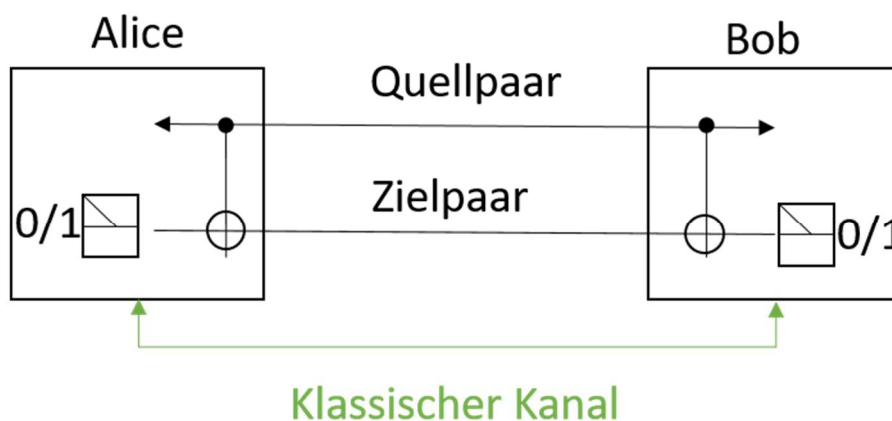 Alice
Bob
Quellpaar
Zielpaar
0/1
0/1
Klassischer Kanal